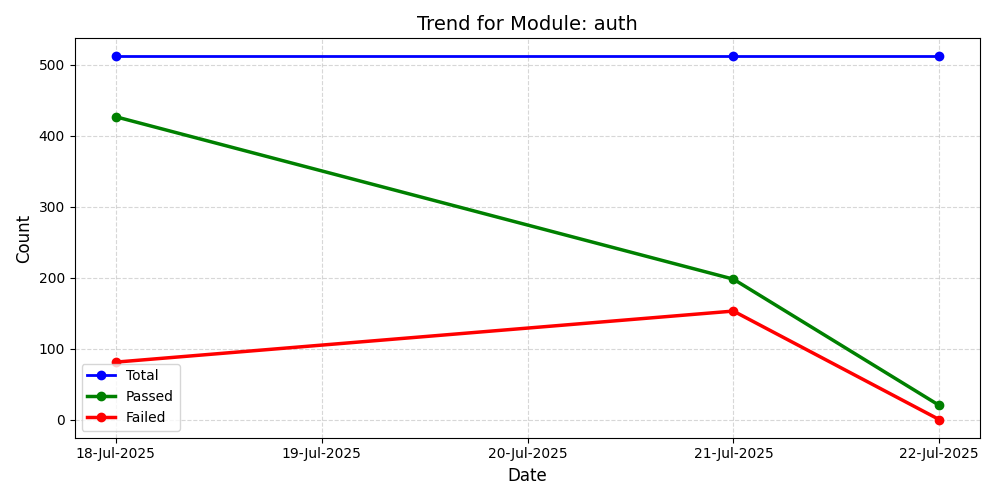 Trend for Module: auth
Count
500
400
300
200
100
0
Total
Passed
Failed
18-Jul-2025
19-Jul-2025
20-Jul-2025
21-Jul-2025
22-Jul-2025
Date